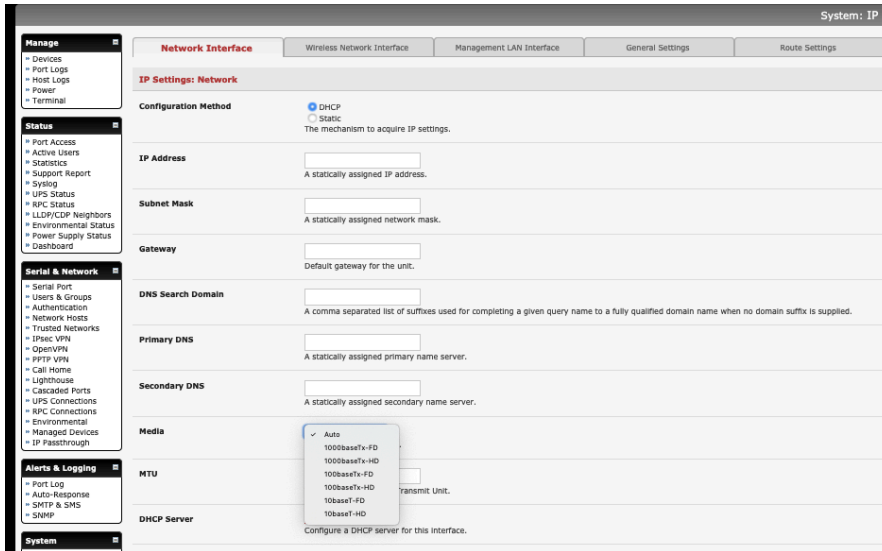 System: IP
Manage
Devices
Port Logs
Host Logs
Power
Terminal
Status
Port Access
Active Users
Statistics
Support Report
Syslog
UPS Status
RPC Status
LLDP/CDP Neighbors
Environmental Status
Power Supply Status
Dashboard
Serial & Network
Serial Port
Users & Groups
Authentication
Network Hosts
Trusted Networks
IPsec VPN
OpenVPN
PPTP VPN
Call Home
Lighthouse
Cascaded Ports
UPS Connections
RPC Connections
Environmental
Managed Devices
IP Passthrough
Alerts & Logging
Port Log
Auto-Response
SMTP & SMS
SNMP
System
Network Interface
Wireless Network Interface
Management LAN Interface
General Settings
Route Settings
IP Settings: Network
Configuration Method
DHCP
Static
The mechanism to acquire IP settings.
IP Address
A statically assigned IP address.
Subnet Mask
A statically assigned network mask.
Gateway
Default gateway for the unit.
DNS Search Domain
A comma separated list of suffixes used for completing a given query name to a fully qualified domain name when no domain suffix is supplied.
Primary DNS
A statically assigned primary name server.
Secondary DNS
A statically assigned secondary name server.
Media
✓ Auto
1000baseTx-FD
1000baseTx-HD
100baseTx-FD
100baseTx-HD
10baseT-FD
10baseT-HD
MTU
Transmit Unit.
DHCP Server
Configure a DHCP server for this interface.